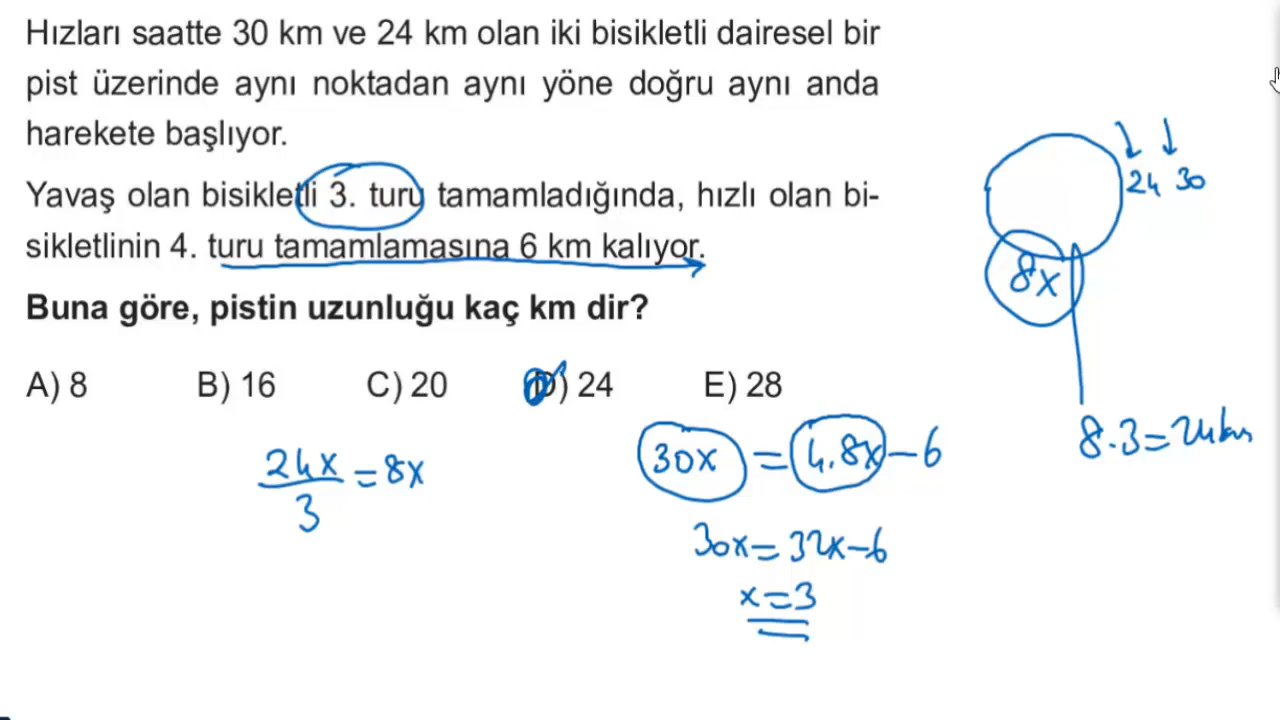 Hızları saatte 30 km ve 24 km olan iki bisikletli dairesel bir
pist üzerinde aynı noktadan aynı yöne doğru aynı anda
harekete başlıyor.
Yavaş olan bisikletli 3. turu tamamladığında, hızlı olan bi-
sikletlinin 4. turu tamamlamasına 6 km kalıyor.
Buna göre, pistin uzunluğu kaç km dir?
A) 8 B) 16 C) 20 D) 24 E) 28
24 30
8x
8.3=24km
24x/3=8x
30x = 4.8x-6
30x=32x-6
x=3